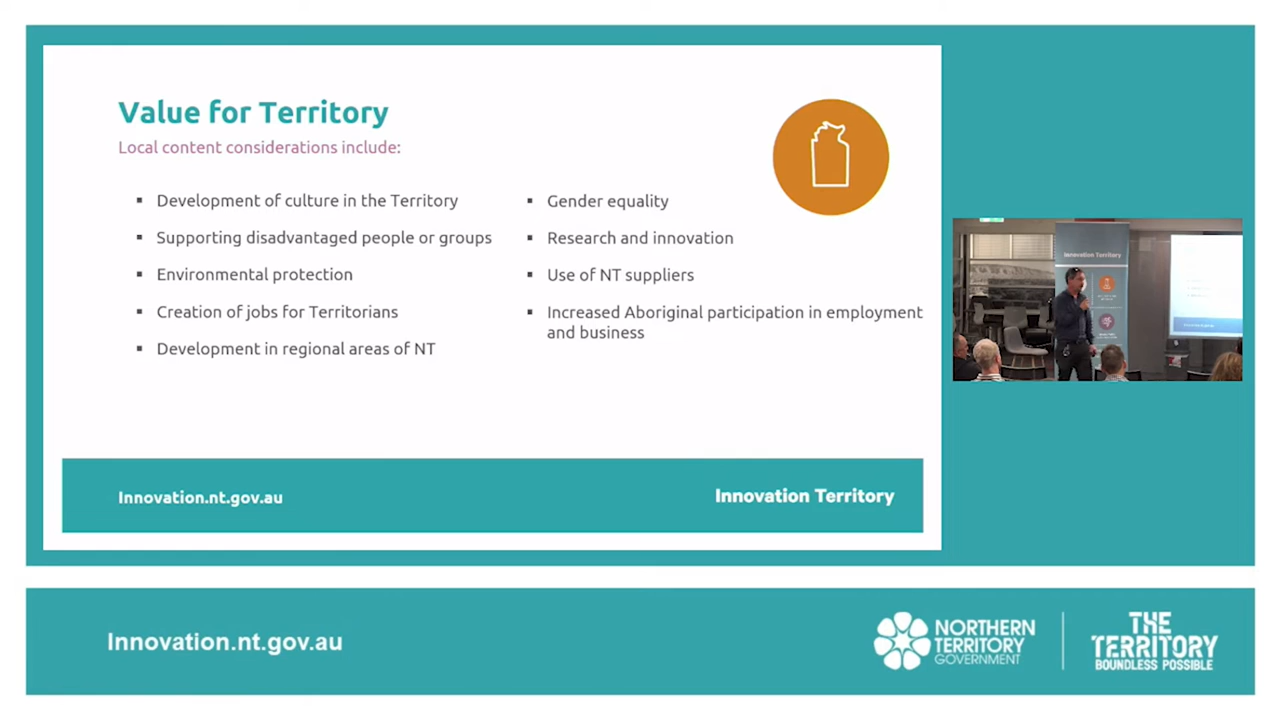 Value for Territory
Local content considerations include:
▪ Development of culture in the Territory
▪ Supporting disadvantaged people or groups
▪ Environmental protection
▪ Creation of jobs for Territorians
▪ Development in regional areas of NT
▪ Gender equality
▪ Research and innovation
▪ Use of NT suppliers
▪ Increased Aboriginal participation in employment
and business
Innovation.nt.gov.au
Innovation Territory
Innovation Territory
Innovation.nt.gov.au
NORTHERN
TERRITORY
GOVERNMENT
THE
TERRITORY
BOUNDLESS POSSIBLE